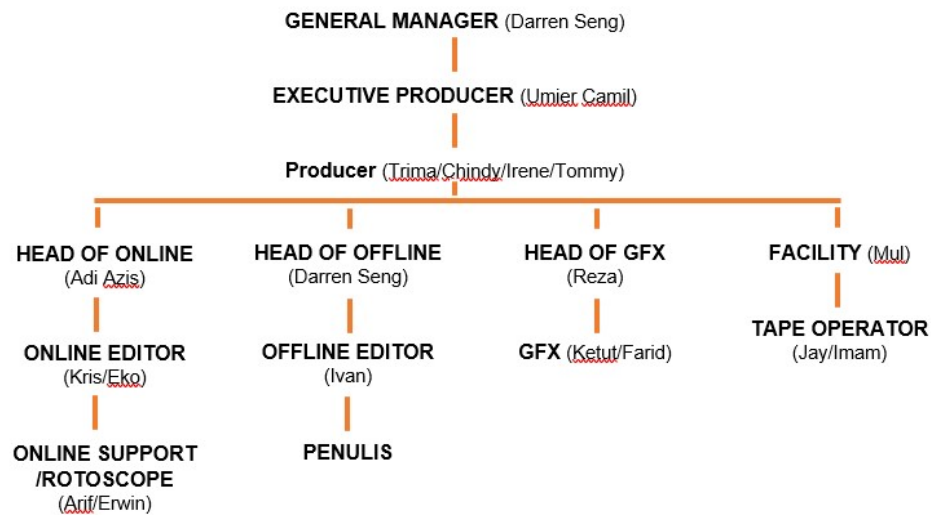 GENERAL MANAGER (Darren Seng)
EXECUTIVE PRODUCER (Umier Camil)
Producer (Trima/Chindy/Irene/Tommy)
HEAD OF ONLINE
(Adi Azis)
HEAD OF OFFLINE
(Darren Seng)
HEAD OF GFX
(Reza)
FACILITY (Mul)
ONLINE EDITOR
(Kris/Eko)
OFFLINE EDITOR
(Ivan)
GFX (Ketut/Farid)
TAPE OPERATOR
(Jay/Imam)
ONLINE SUPPORT
/ROTOSCOPE
(Arif/Erwin)
PENULIS